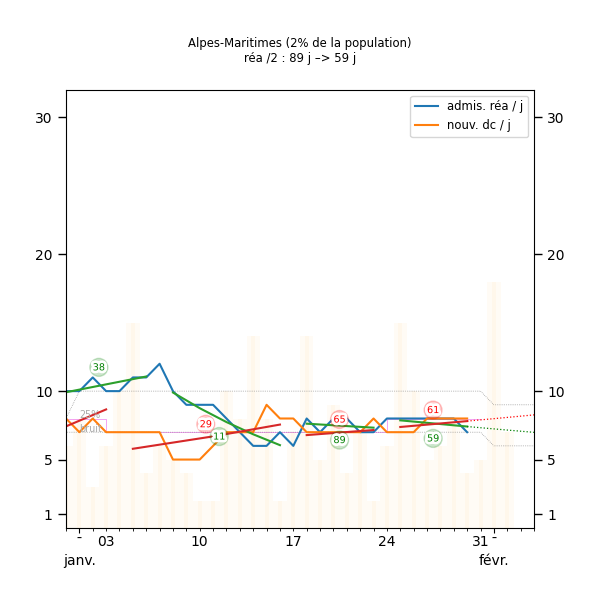 Alpes-Maritimes (2% de la population)
réa /2 : 89 j –> 59 j
admis. réa / j
nouv. dc / j
30 30
20 20
10 10
5 5
1 1
38
25%
bruit
29
11
65
89
61
59
- 03 10 17 24 31 -
janv. févr.